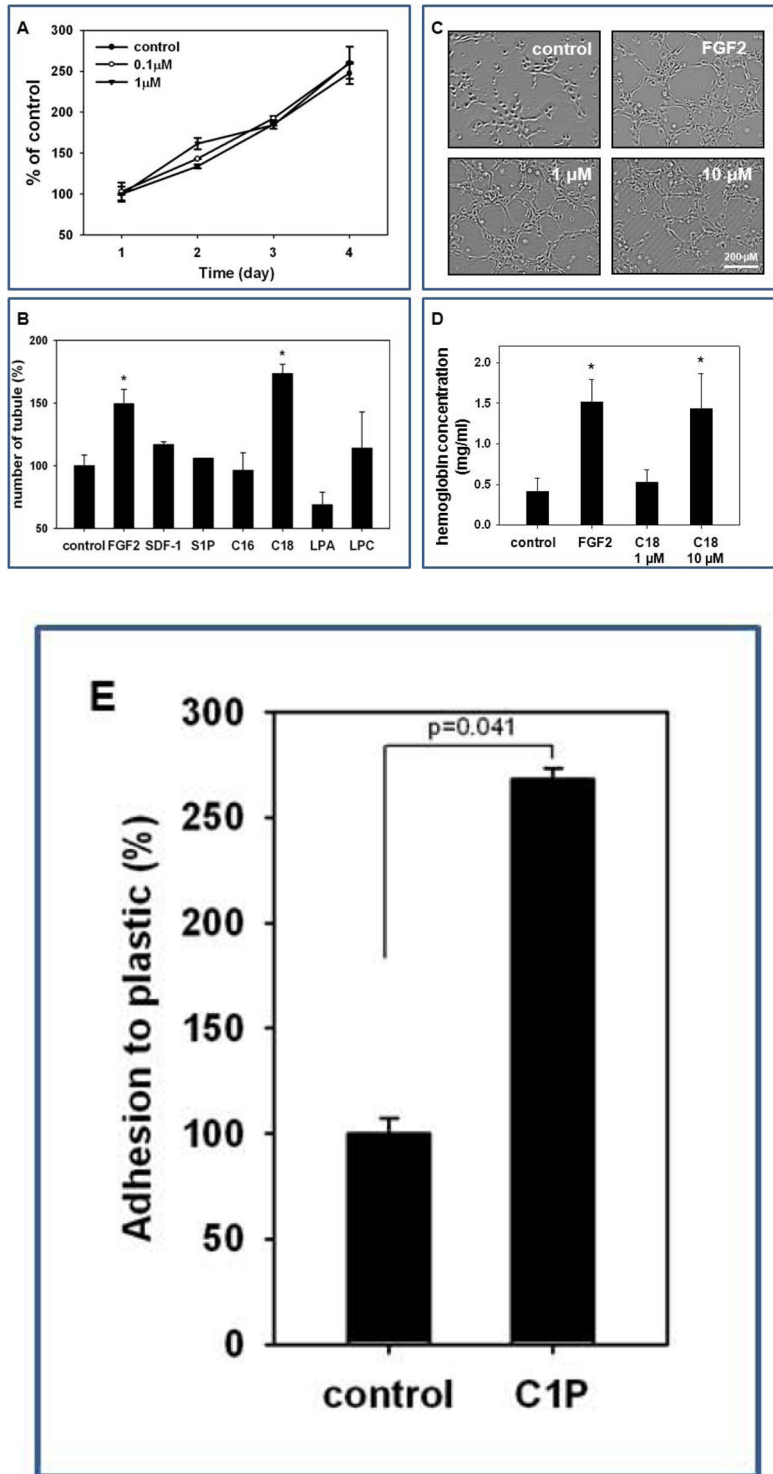 A
control
0.1µM
1µM
300
250
200
150
100
50
% of control
1 2 3 4
Time (day)
C
control
FGF2
1 µM
10 µM
200 µM
B
200
150
100
50
number of tubule (%)
*
*
control FGF2 SDF-1 S1P C16 C18 LPA LPC
D
2.0
1.5
1.0
0.5
0.0
hemoglobin concentration
(mg/ml)
*
*
control FGF2 C18 C18
1 µM 10 µM
E
300
250
200
150
100
50
0
Adhesion to plastic (%)
p=0.041
control C1P